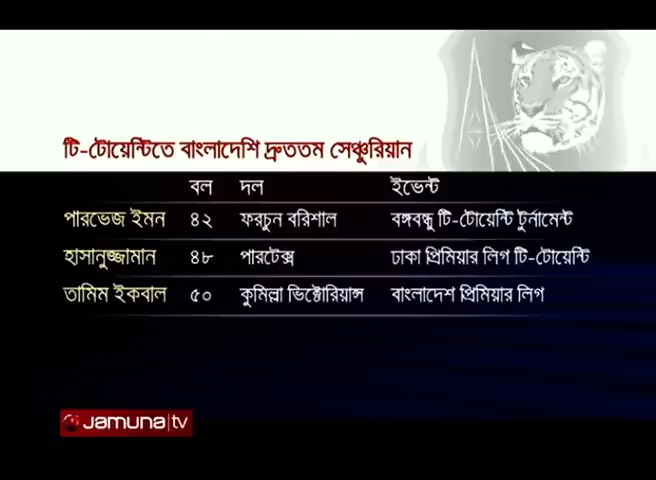 টি-টোয়েন্টিতে বাংলাদেশি দ্রুততম সেঞ্চুরিয়ান
বল দল ইভেন্ট
পারভেজ ইমন ৪২ ফরচুন বরিশাল বঙ্গবন্ধু টি-টোয়েন্টি টুর্নামেন্ট
হাসানুজ্জামান ৪৮ পারটেক্স ঢাকা প্রিমিয়ার লিগ টি-টোয়েন্টি
তামিম ইকবাল ৫০ কুমিল্লা ভিক্টোরিয়ান্স বাংলাদেশ প্রিমিয়ার লিগ
Jamuna tv